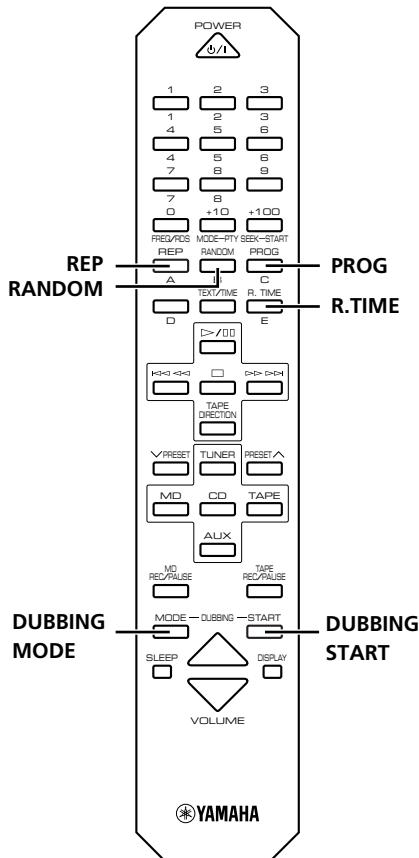 POWER
⏻/I
1 2 3
1 2 3
4 5 6
4 5 6
7 8 9
7 8
0 +10 +100
FREQ/RDS MODE–PTY SEEK–START
REP REP RANDOM PROG PROG
RANDOM A B C
TEXT/TIME R. TIME R.TIME
D E
▷/▯▯
|◁◁ ◁◁ □ ▷▷ ▷▷|
TAPE
DIRECTION
∨PRESET TUNER PRESET∧
MD CD TAPE
AUX
MD
REC/PAUSE
TAPE
REC/PAUSE
DUBBING
MODE
MODE – DUBBING – START
DUBBING
START
SLEEP DISPLAY
VOLUME
YAMAHA